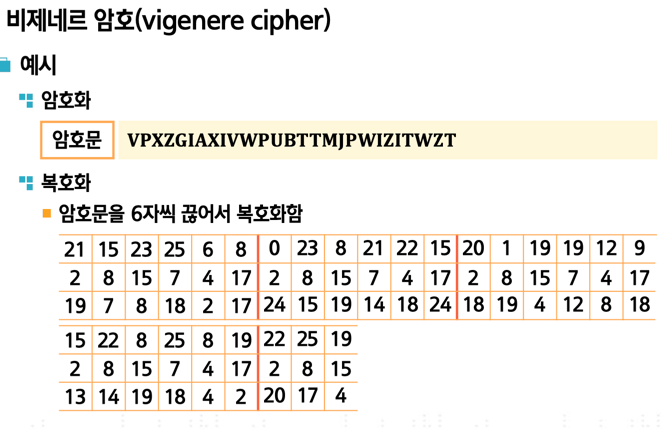 비제네르 암호(vigenere cipher)
예시
암호화
암호문 VPXZGIAXIVWPUBTTMJPWIZITWZT
복호화
암호문을 6자씩 끊어서 복호화함
21 15 23 25 6 8 0 23 8 21 22 15 20 1 19 19 12 9
2 8 15 7 4 17 2 8 15 7 4 17 2 8 15 7 4 17
19 7 8 18 2 17 24 15 19 14 18 24 18 19 4 12 8 18
15 22 8 25 8 19 22 25 19
2 8 15 7 4 17 2 8 15
13 14 19 18 4 2 20 17 4